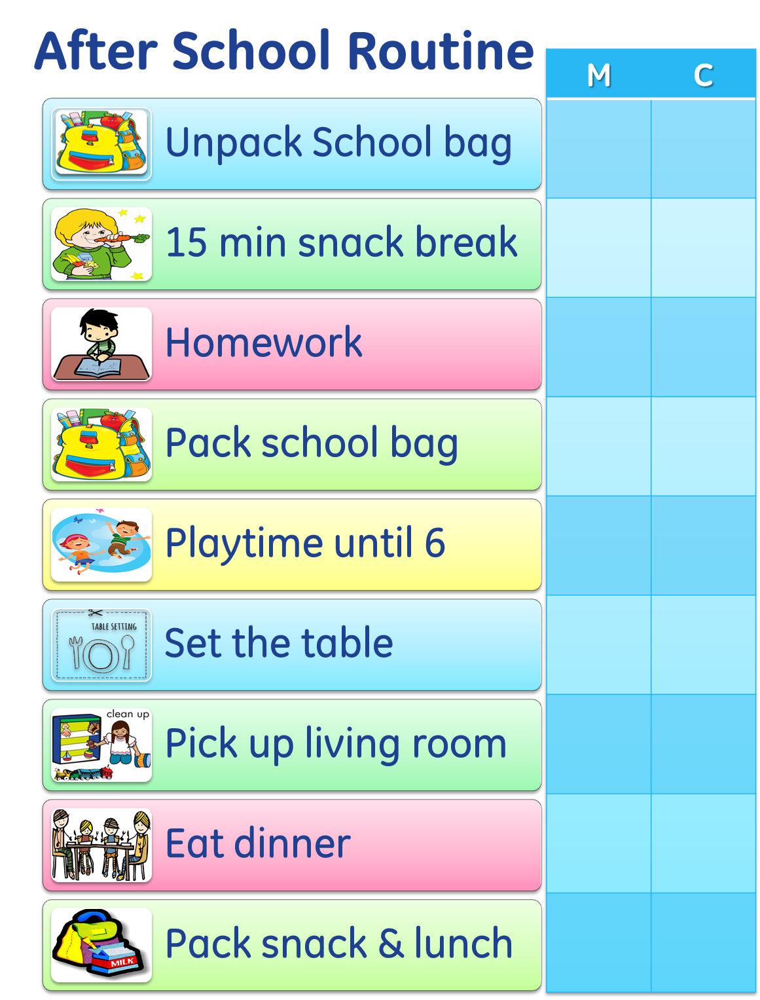 After School Routine
M C
Unpack School bag
15 min snack break
Homework
Pack school bag
Playtime until 6
TABLE SETTING
Set the table
clean up
Pick up living room
Eat dinner
MILK
Pack snack & lunch